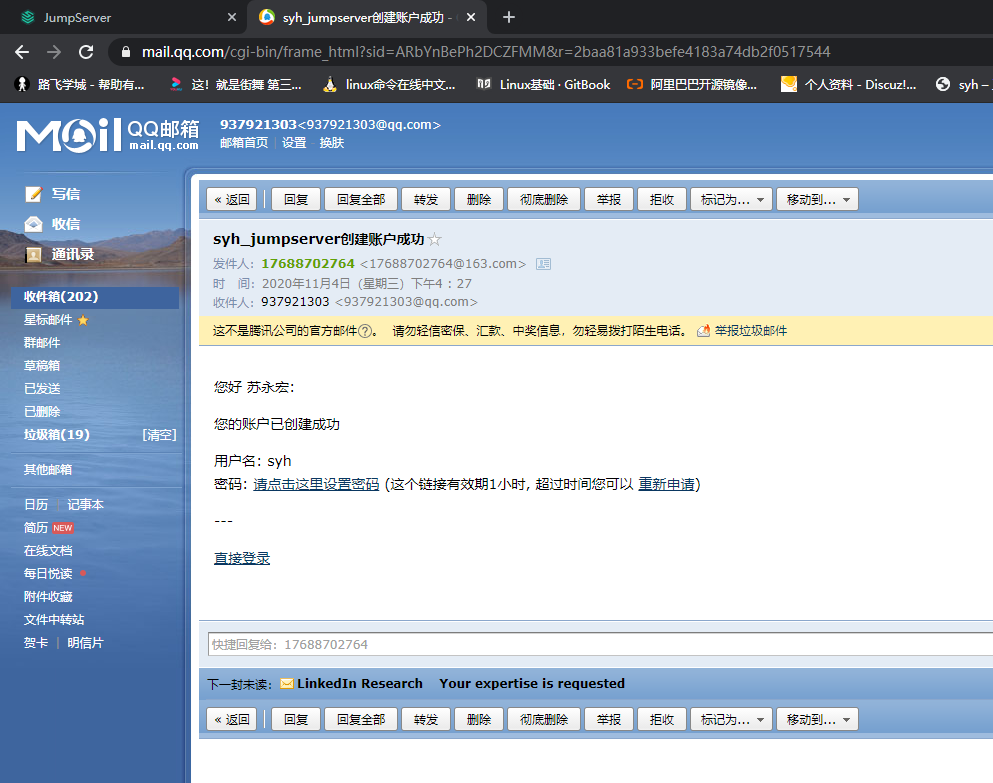 JumpServer
syh_jumpserver创建账户成功 -
mail.qq.com/cgi-bin/frame_html?sid=ARbYnBePh2DCZFMM&r=2baa81a933befe4183a74db2f0517544
路飞学城 - 帮助有...
这！就是街舞 第三...
linux命令在线中文...
Linux基础 · GitBook
阿里巴巴开源镜像...
个人资料 - Discuz!...
syh –
Mail QQ邮箱
mail.qq.com
937921303<937921303@qq.com>
邮箱首页 | 设置 - 换肤
写信
收信
通讯录
收件箱(202)
星标邮件
群邮件
草稿箱
已发送
已删除
垃圾箱(19) [清空]
其他邮箱
日历 | 记事本
简历 NEW
在线文档
每日悦读
附件收藏
文件中转站
贺卡 | 明信片
« 返回 回复 回复全部 转发 删除 彻底删除 举报 拒收 标记为... 移动到...
syh_jumpserver创建账户成功
发件人：17688702764 <17688702764@163.com>
时　间：2020年11月4日（星期三）下午4：27
收件人：937921303 <937921303@qq.com>
这不是腾讯公司的官方邮件?。 请勿轻信密保、汇款、中奖信息，勿轻易拨打陌生电话。 举报垃圾邮件
您好 苏永宏:
您的账户已创建成功
用户名: syh
密码: 请点击这里设置密码 (这个链接有效期1小时, 超过时间您可以 重新申请)
---
直接登录
快捷回复给：17688702764
下一封未读： LinkedIn Research Your expertise is requested
« 返回 回复 回复全部 转发 删除 彻底删除 举报 拒收 标记为... 移动到...